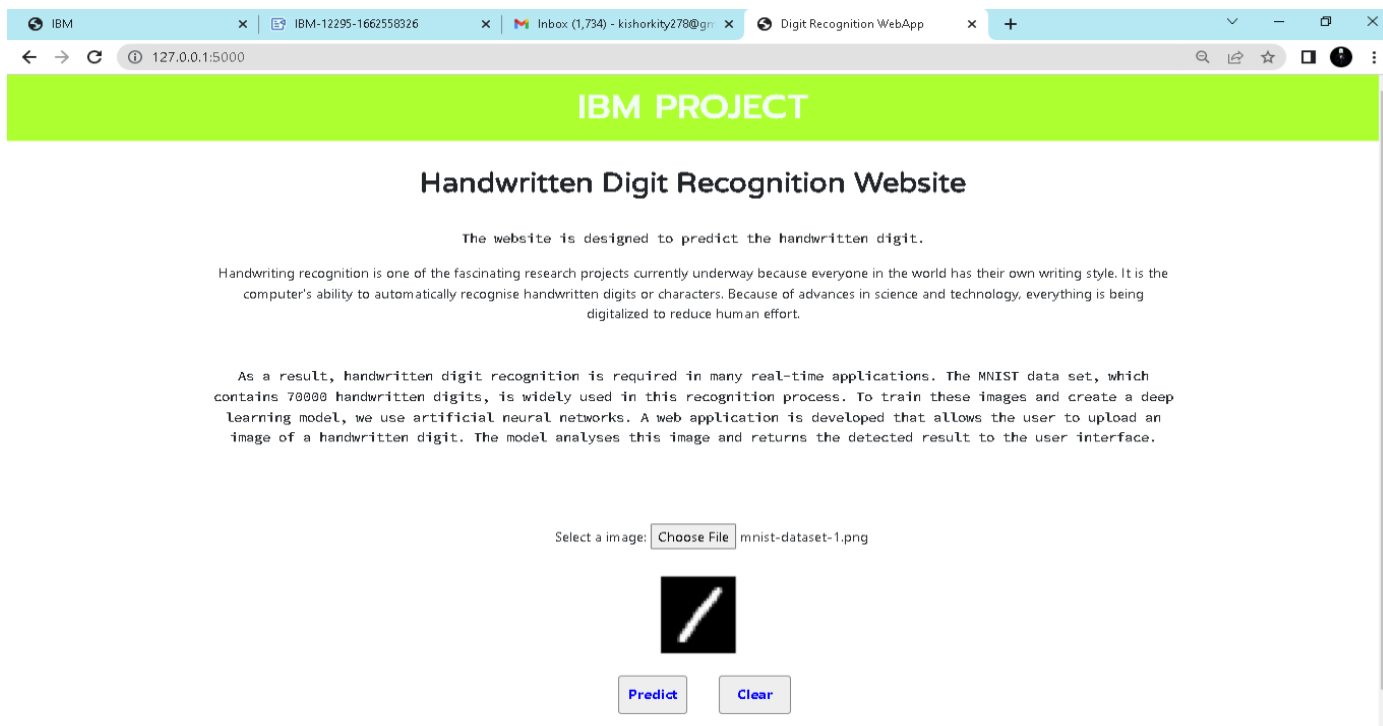 IBM
IBM-12295-1662558326
Inbox (1,734) - kishorkity278@gm
Digit Recognition WebApp
127.0.0.1:5000
IBM PROJECT
Handwritten Digit Recognition Website
The website is designed to predict the handwritten digit.
Handwriting recognition is one of the fascinating research projects currently underway because everyone in the world has their own writing style. It is the
computer's ability to automatically recognise handwritten digits or characters. Because of advances in science and technology, everything is being
digitalized to reduce human effort.
As a result, handwritten digit recognition is required in many real-time applications. The MNIST data set, which
contains 70000 handwritten digits, is widely used in this recognition process. To train these images and create a deep
learning model, we use artificial neural networks. A web application is developed that allows the user to upload an
image of a handwritten digit. The model analyses this image and returns the detected result to the user interface.
Select a image: Choose File mnist-dataset-1.png
1
Predict Clear